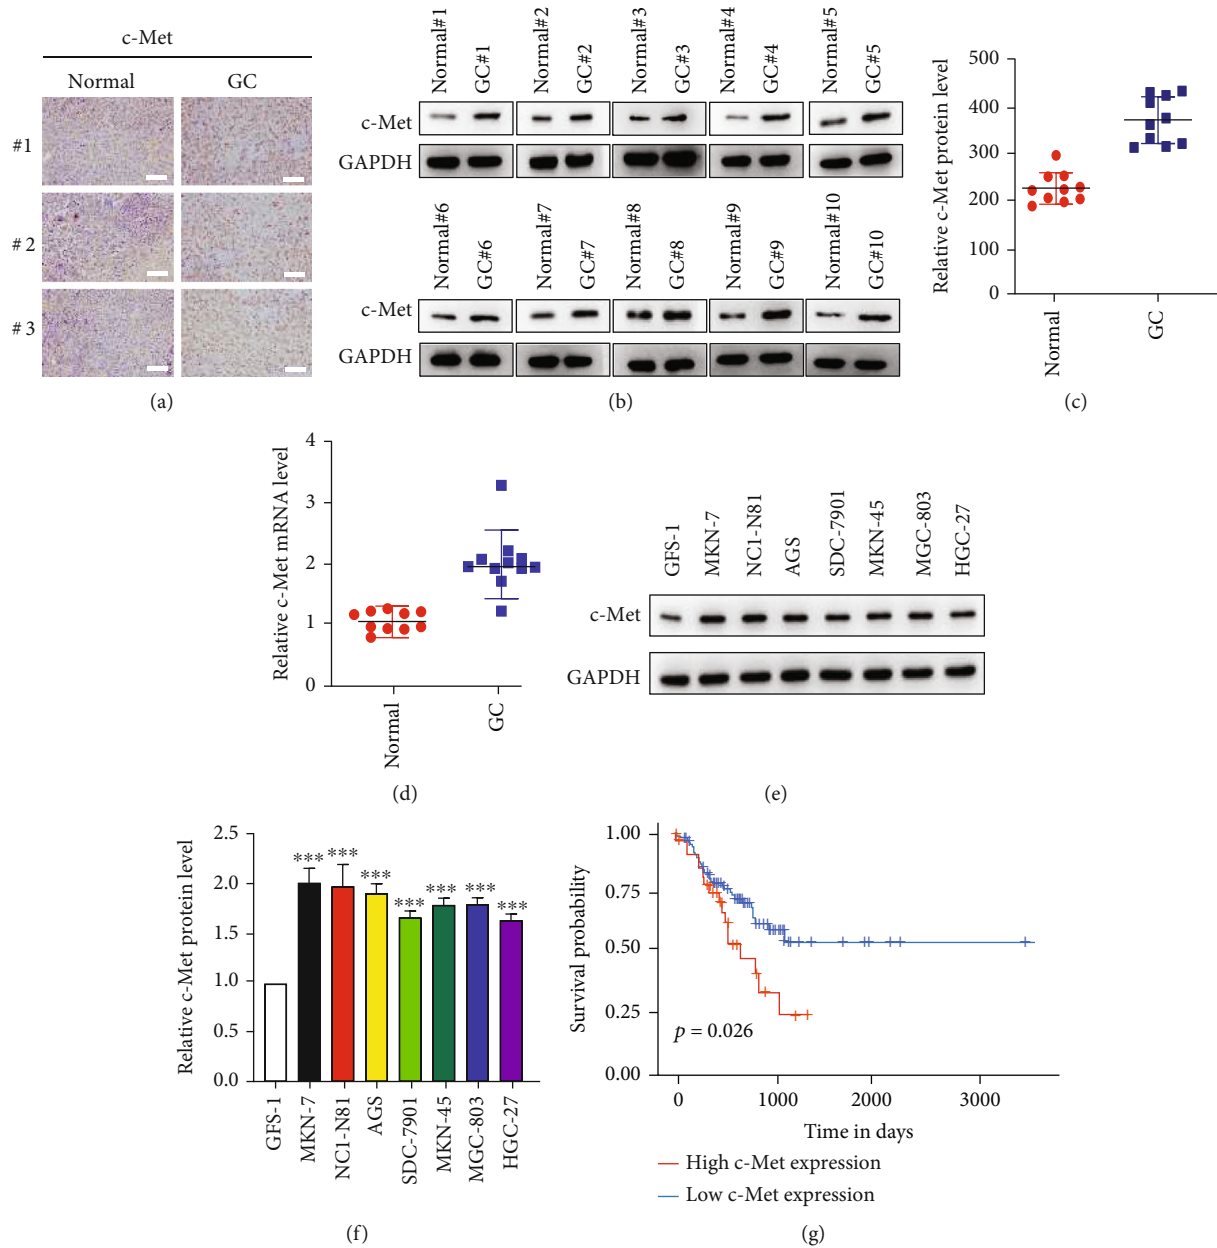 c-Met
Normal GC
#1
#2
#3
(a)
Normal#1 GC#1 Normal#2 GC#2 Normal#3 GC#3 Normal#4 GC#4 Normal#5 GC#5
c-Met
GAPDH
Normal#6 GC#6 Normal#7 GC#7 Normal#8 GC#8 Normal#9 GC#9 Normal#10 GC#10
c-Met
GAPDH
(b)
Relative c-Met protein level
500
400
300
200
100
0
Normal GC
(c)
Relative c-Met mRNA level
4
3
2
1
0
Normal GC
(d)
GFS-1 MKN-7 NC1-N81 AGS SDC-7901 MKN-45 MGC-803 HGC-27
c-Met
GAPDH
(e)
Relative c-Met protein level
2.5
2.0
1.5
1.0
0.5
0.0
*** *** *** *** *** *** ***
GFS-1 MKN-7 NC1-N81 AGS SDC-7901 MKN-45 MGC-803 HGC-27
(f)
Survival probability
1.00
0.75
0.50
0.25
0.00
p = 0.026
0 1000 2000 3000
Time in days
High c-Met expression
Low c-Met expression
(g)